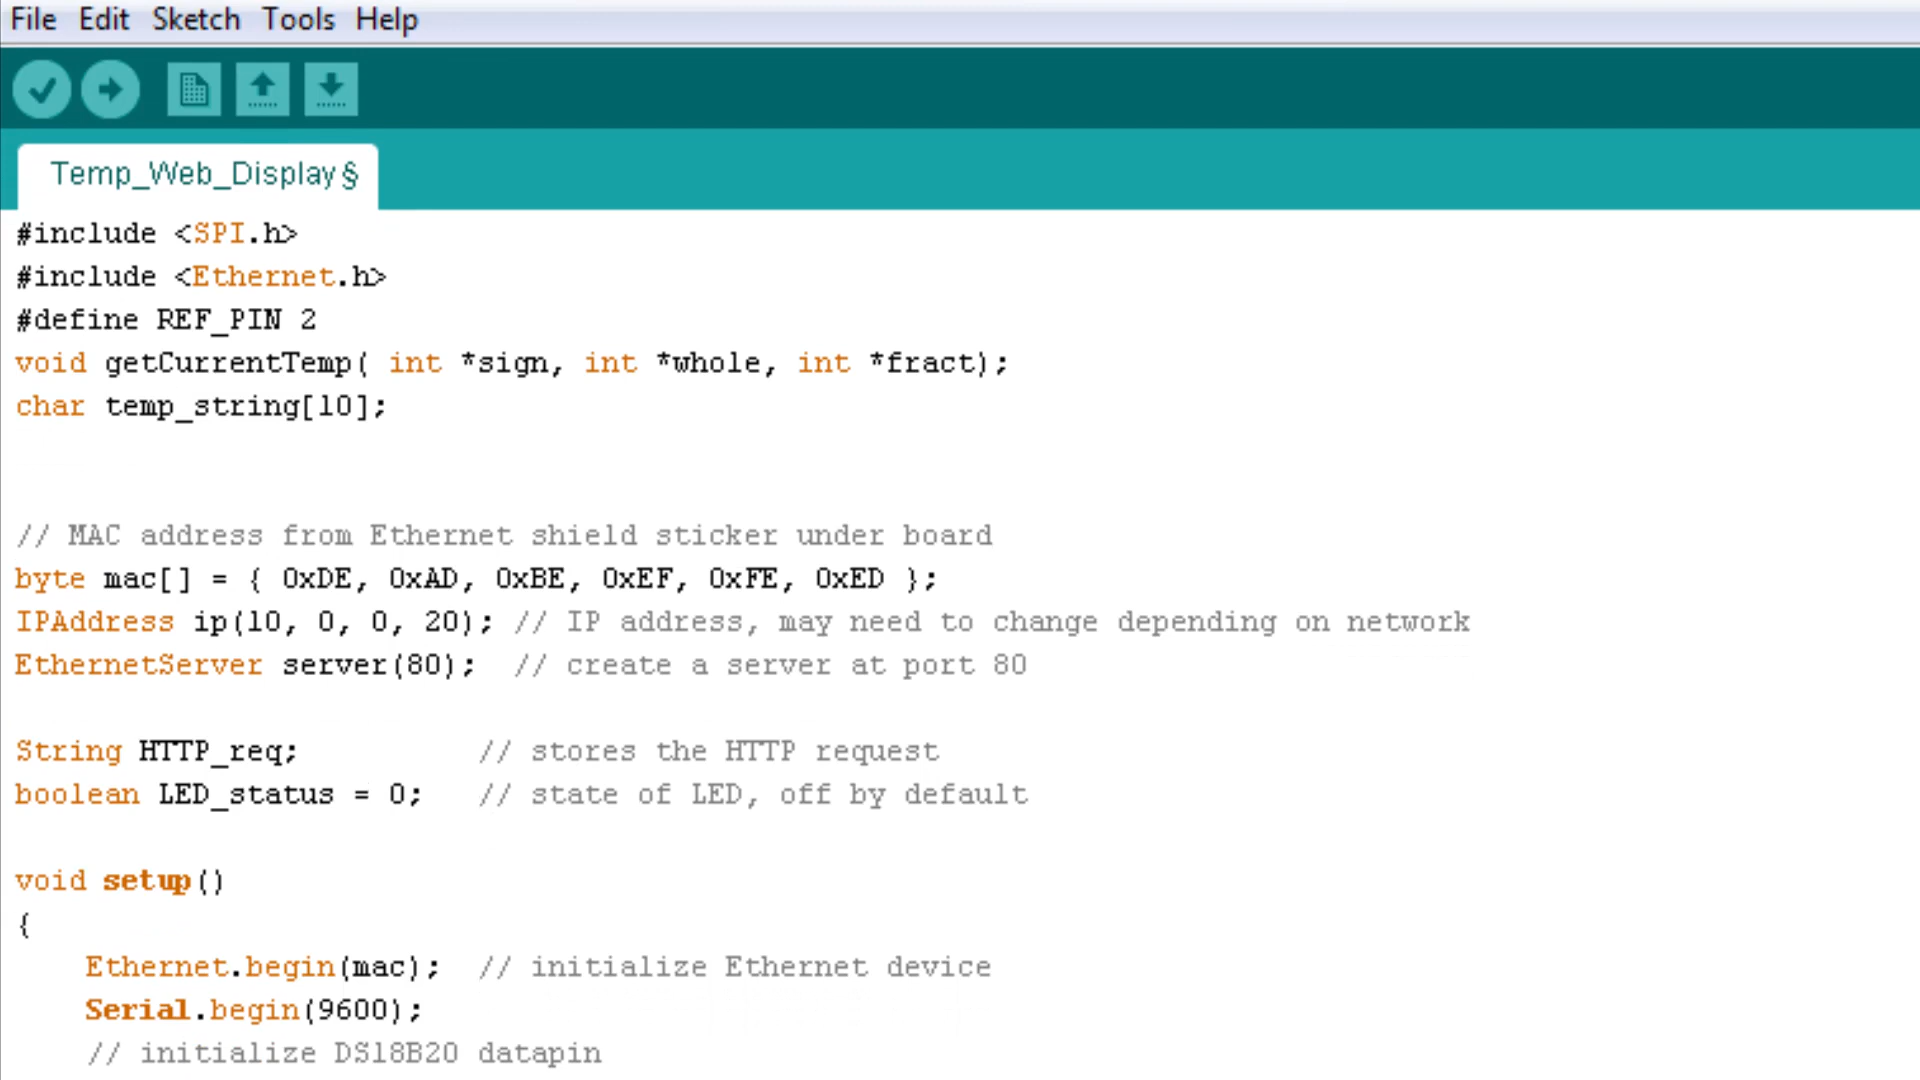 File Edit Sketch Tools Help
Temp_Web_Display §
#include <SPI.h>
#include <Ethernet.h>
#define REF_PIN 2
void getCurrentTemp( int *sign, int *whole, int *fract);
char temp_string[10];
// MAC address from Ethernet shield sticker under board
byte mac[] = { 0xDE, 0xAD, 0xBE, 0xEF, 0xFE, 0xED };
IPAddress ip(10, 0, 0, 20); // IP address, may need to change depending on network
EthernetServer server(80);  // create a server at port 80
String HTTP_req;          // stores the HTTP request
boolean LED_status = 0;   // state of LED, off by default
void setup()
{
    Ethernet.begin(mac);  // initialize Ethernet device
    Serial.begin(9600);
    // initialize DS18B20 datapin